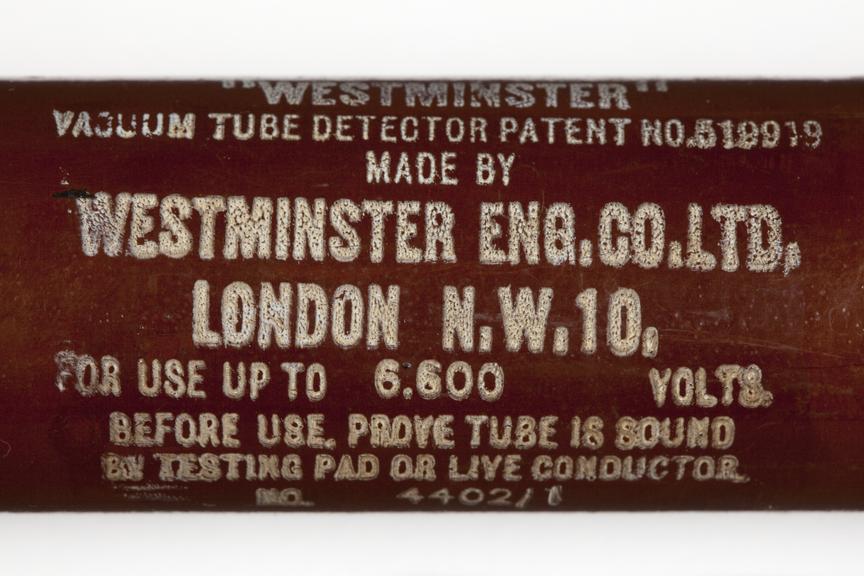 "WESTMINSTER"
VACUUM TUBE DETECTOR PATENT NO.519919
MADE BY
WESTMINSTER ENG.CO.LTD.
LONDON N.W.10.
FOR USE UP TO 6.600 VOLTS.
BEFORE USE, PROVE TUBE IS SOUND
BY TESTING PAD OR LIVE CONDUCTOR.
NO. 4402/1